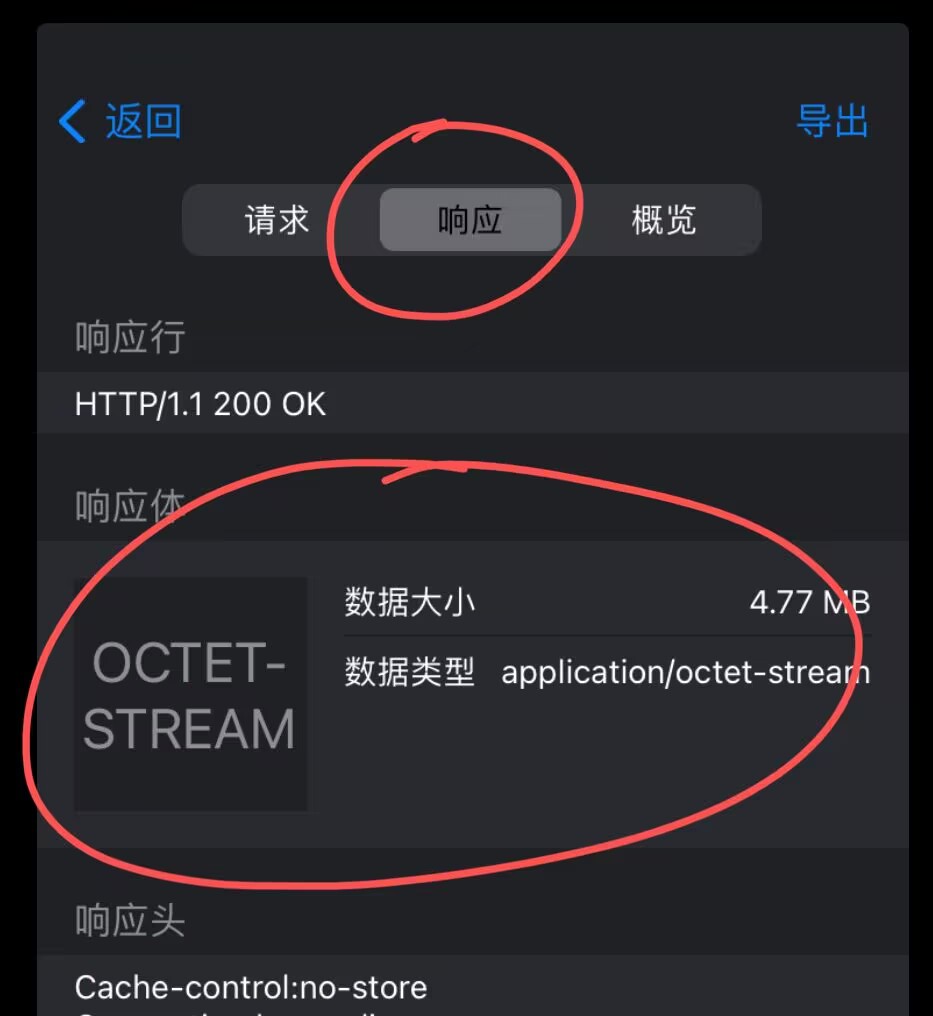 返回
导出
请求 响应 概览
响应行
HTTP/1.1 200 OK
响应体
OCTET-
STREAM
数据大小 4.77 MB
数据类型 application/octet-stream
响应头
Cache-control:no-store